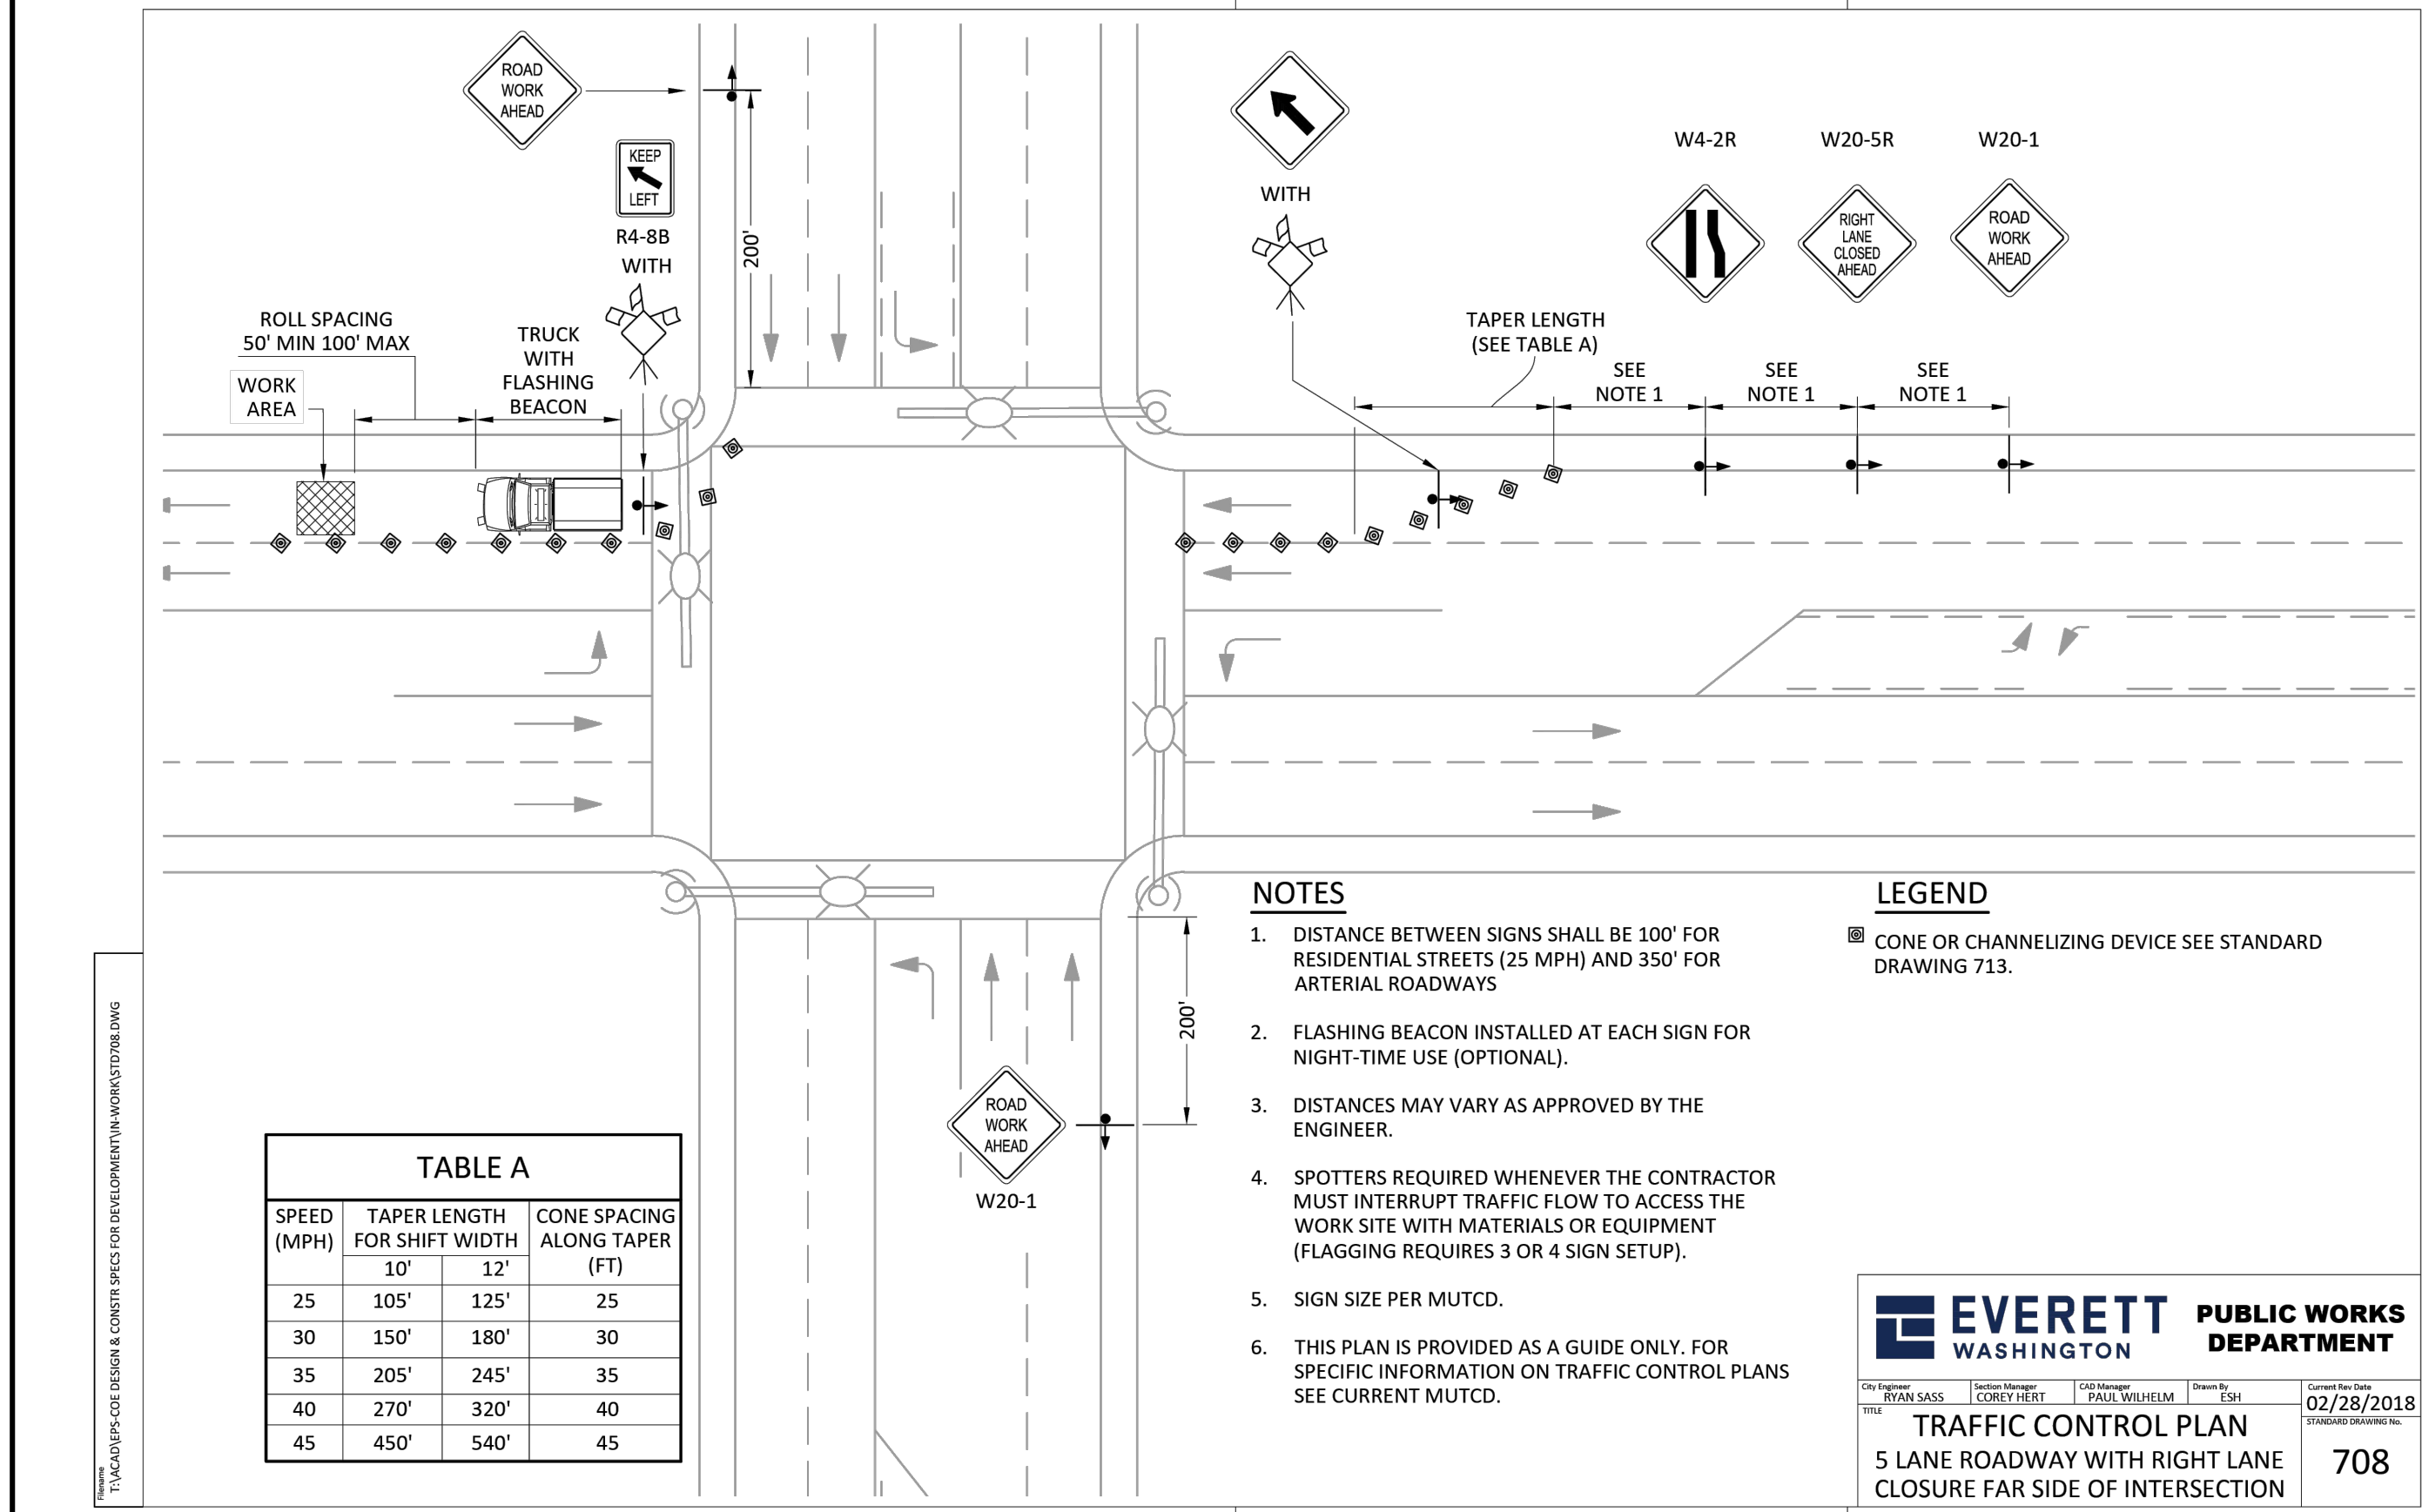 ROAD
WORK
AHEAD
KEEP
LEFT
R4-8B
WITH
200'
ROLL SPACING
50' MIN 100' MAX
WORK
AREA
TRUCK
WITH
FLASHING
BEACON
WITH
W4-2R
W20-5R
W20-1
RIGHT
LANE
CLOSED
AHEAD
ROAD
WORK
AHEAD
TAPER LENGTH
(SEE TABLE A)
SEE
NOTE 1
SEE
NOTE 1
SEE
NOTE 1
200'
ROAD
WORK
AHEAD
W20-1
NOTES
1. DISTANCE BETWEEN SIGNS SHALL BE 100' FOR
RESIDENTIAL STREETS (25 MPH) AND 350' FOR
ARTERIAL ROADWAYS
2. FLASHING BEACON INSTALLED AT EACH SIGN FOR
NIGHT-TIME USE (OPTIONAL).
3. DISTANCES MAY VARY AS APPROVED BY THE
ENGINEER.
4. SPOTTERS REQUIRED WHENEVER THE CONTRACTOR
MUST INTERRUPT TRAFFIC FLOW TO ACCESS THE
WORK SITE WITH MATERIALS OR EQUIPMENT
(FLAGGING REQUIRES 3 OR 4 SIGN SETUP).
5. SIGN SIZE PER MUTCD.
6. THIS PLAN IS PROVIDED AS A GUIDE ONLY. FOR
SPECIFIC INFORMATION ON TRAFFIC CONTROL PLANS
SEE CURRENT MUTCD.
LEGEND
CONE OR CHANNELIZING DEVICE SEE STANDARD
DRAWING 713.
TABLE A
SPEED TAPER LENGTH CONE SPACING
(MPH) FOR SHIFT WIDTH ALONG TAPER
10' 12' (FT)
25 105' 125' 25
30 150' 180' 30
35 205' 245' 35
40 270' 320' 40
45 450' 540' 45
Filename
T:\ACAD\EPS-COE DESIGN & CONSTR SPECS FOR DEVELOPMENT\IN-WORK\STD708.DWG
EVERETT
WASHINGTON
PUBLIC WORKS
DEPARTMENT
City Engineer
RYAN SASS
Section Manager
COREY HERT
CAD Manager
PAUL WILHELM
Drawn By
ESH
Current Rev Date
02/28/2018
TITLE
TRAFFIC CONTROL PLAN
5 LANE ROADWAY WITH RIGHT LANE
CLOSURE FAR SIDE OF INTERSECTION
STANDARD DRAWING No.
708